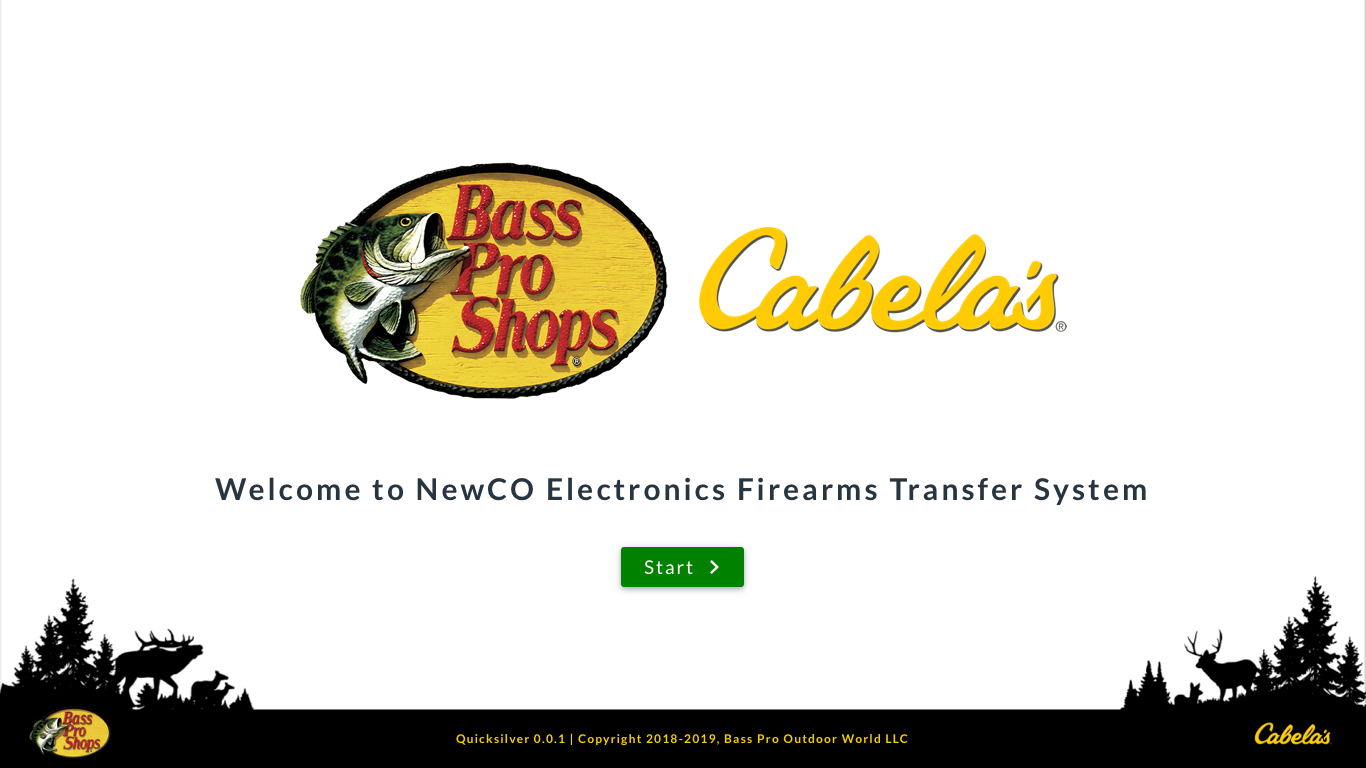 Bass
Pro
Shops®
Cabela's®
Welcome to NewCO Electronics Firearms Transfer System
Start
Bass
Pro
Shops
Quicksilver 0.0.1 | Copyright 2018-2019, Bass Pro Outdoor World LLC
Cabela's